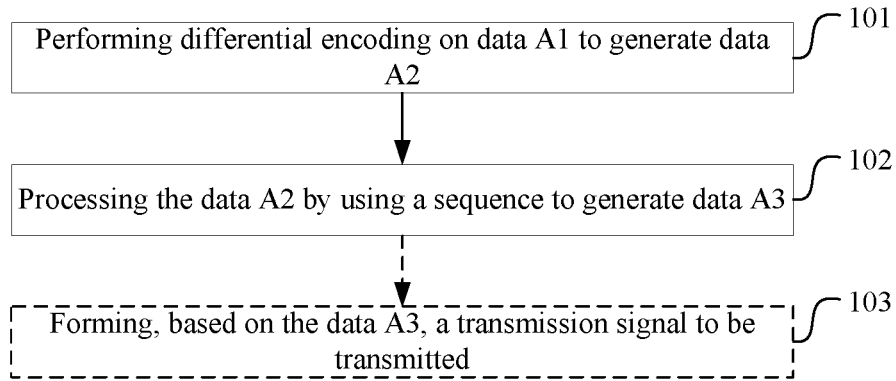 101
Performing differential encoding on data A1 to generate data
A2
102
Processing the data A2 by using a sequence to generate data A3
103
Forming, based on the data A3, a transmission signal to be
transmitted